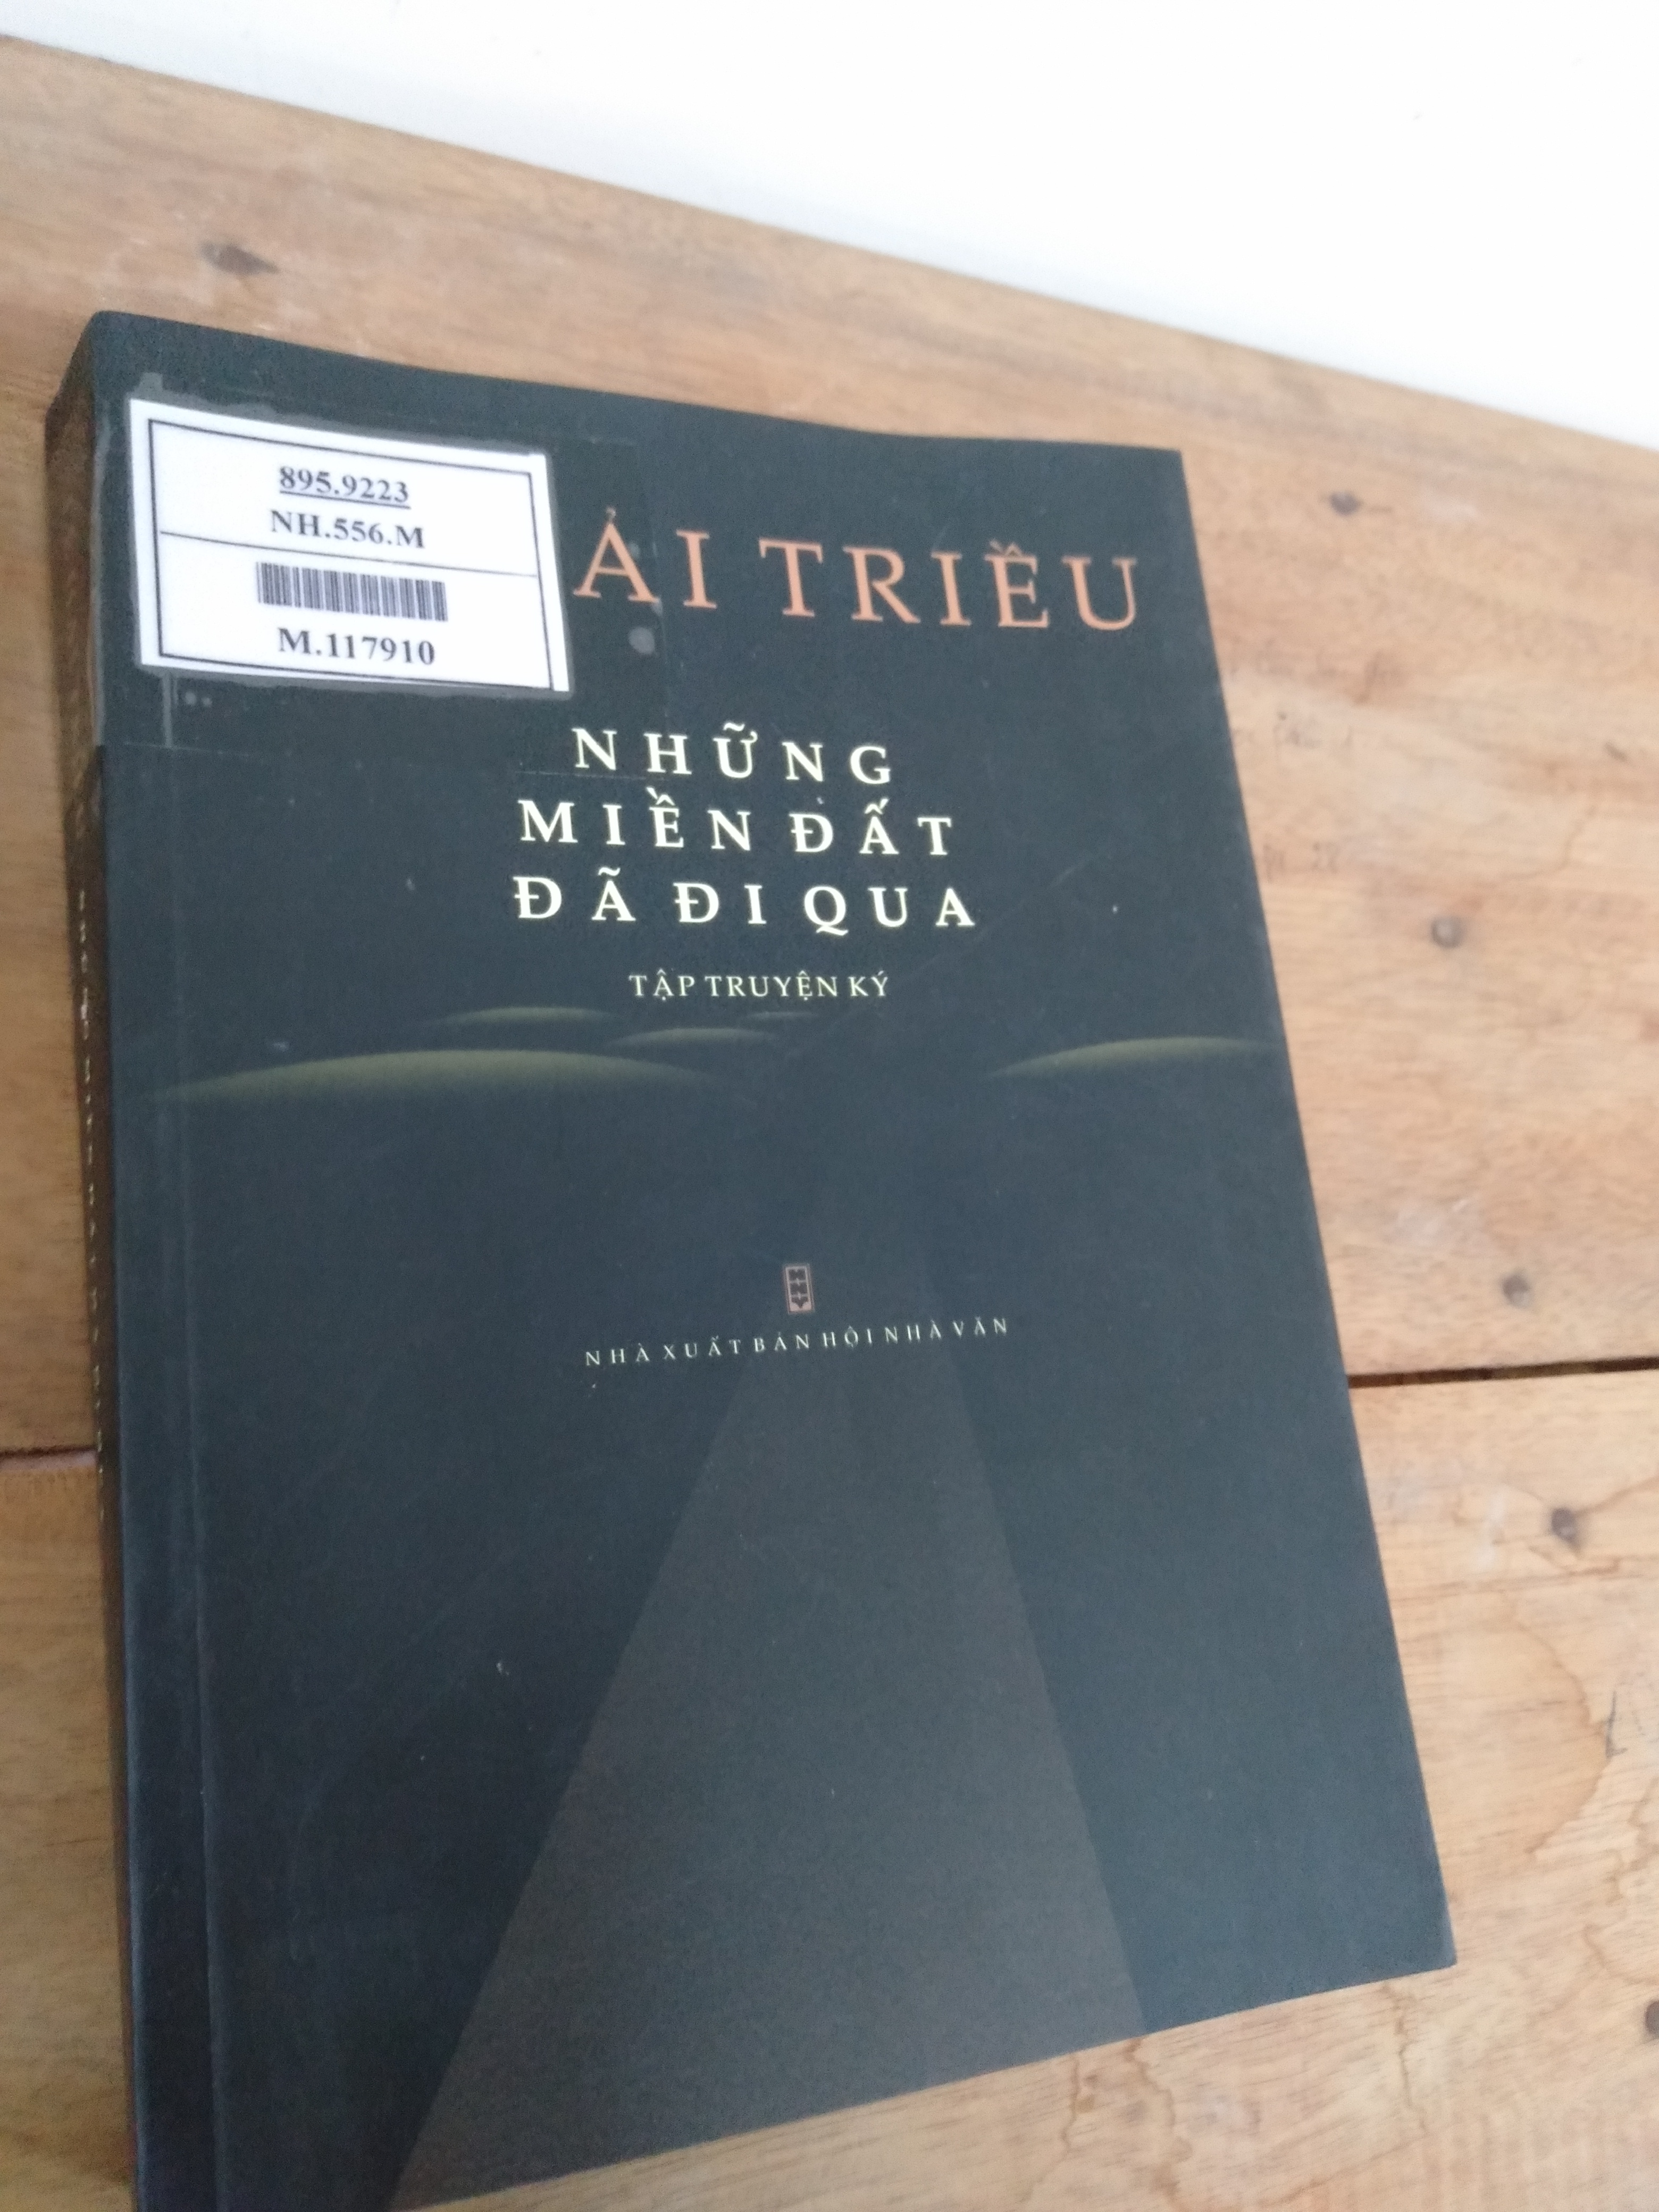 895.9223
NH.556.M
M.117910
ẢI TRIỀU
NHỮNG
MIỀN ĐẤT
ĐÃ ĐI QUA
TẬP TRUYỆN KÝ
NHÀ XUẤT BẢN HỘI NHÀ VĂN